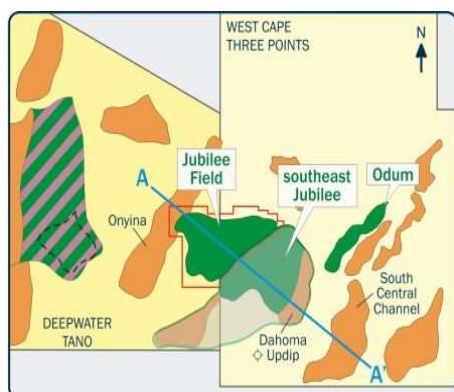 WEST CAPE
THREE POINTS
N
Jubilee
Field
southeast
Jubilee
Odum
A
Onyina
South
Central
Channel
Dahoma
Updip
DEEPWATER
TANO
A'